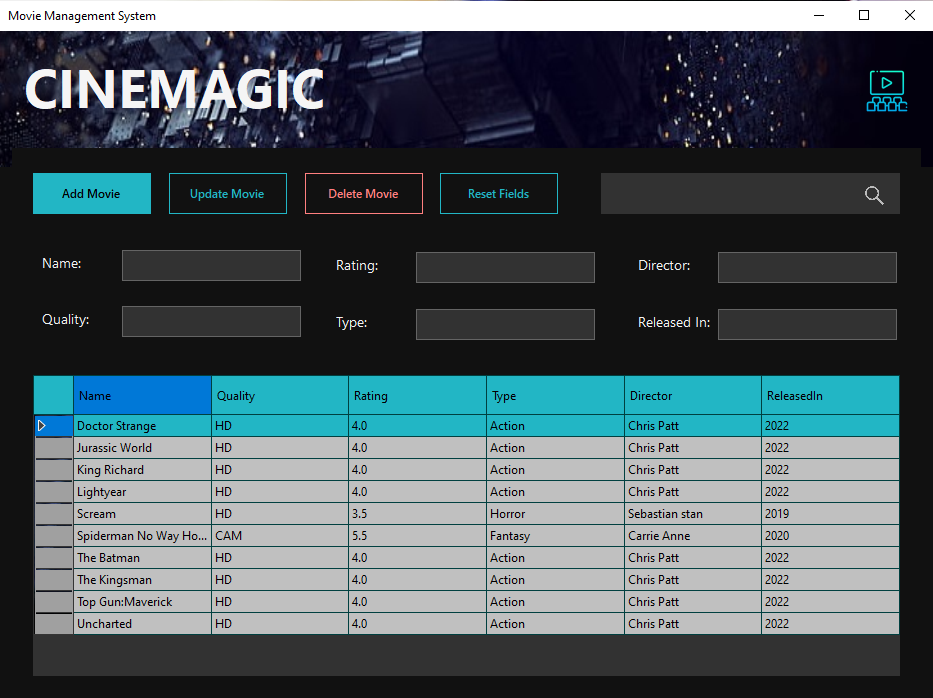 Movie Management System
CINEMAGIC
Add Movie Update Movie Delete Movie Reset Fields
Name: Rating: Director:
Quality: Type: Released In:
Name Quality Rating Type Director ReleasedIn
Doctor Strange HD 4.0 Action Chris Patt 2022
Jurassic World HD 4.0 Action Chris Patt 2022
King Richard HD 4.0 Action Chris Patt 2022
Lightyear HD 4.0 Action Chris Patt 2022
Scream HD 3.5 Horror Sebastian stan 2019
Spiderman No Way Ho... CAM 5.5 Fantasy Carrie Anne 2020
The Batman HD 4.0 Action Chris Patt 2022
The Kingsman HD 4.0 Action Chris Patt 2022
Top Gun:Maverick HD 4.0 Action Chris Patt 2022
Uncharted HD 4.0 Action Chris Patt 2022